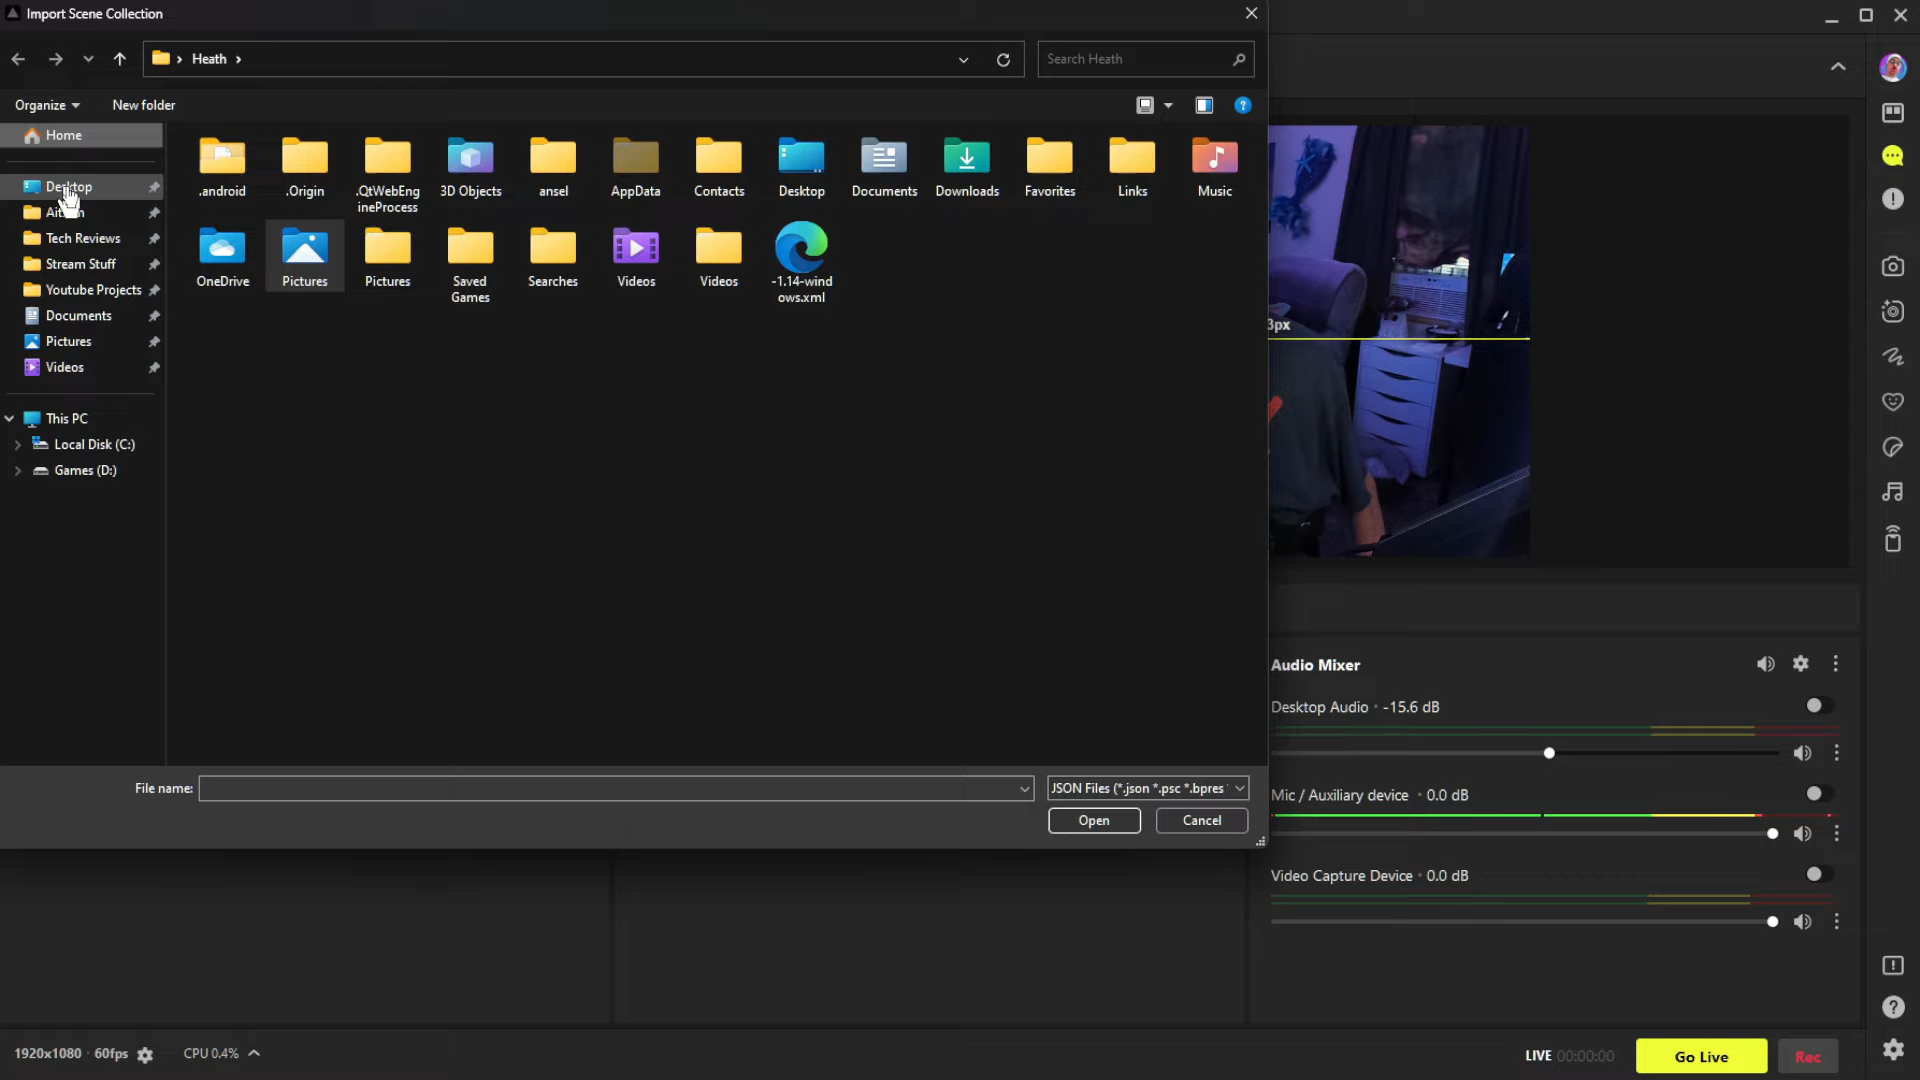 Import Scene Collection
Heath
Search Heath
Organize
New folder
Home
Desktop
Tech Reviews
Stream Stuff
Youtube Projects
Documents
Pictures
Videos
This PC
Local Disk (C:)
Games (D:)
.android
.Origin
.QtWebEng
ineProcess
3D Objects
ansel
AppData
Contacts
Desktop
Documents
Downloads
Favorites
Links
Music
OneDrive
Pictures
Pictures
Saved
Games
Searches
Videos
Videos
-1.14-wind
ows.xml
3px
File name:
JSON Files (*.json *.psc *.bpres
Open
Cancel
Audio Mixer
Desktop Audio · -15.6 dB
Mic / Auxiliary device · 0.0 dB
Video Capture Device · 0.0 dB
1920x1080 · 60fps
CPU 0.4%
LIVE 00:00:00
Go Live
Rec